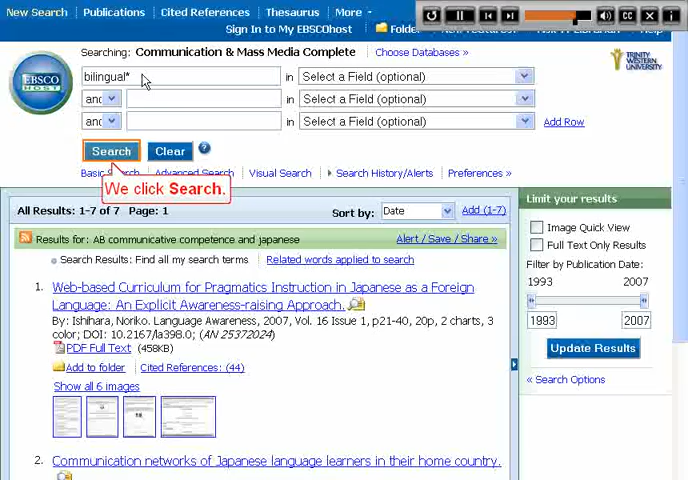 New Search Publications Cited References Thesaurus More
Sign In to My EBSCOhost Folder
Searching: Communication & Mass Media Complete Choose Databases »
EBSCO HOST
TRINITY WESTERN UNIVERSITY
bilingual* in Select a Field (optional)
and in Select a Field (optional)
and in Select a Field (optional) Add Row
Search Clear ?
Basic Search Advanced Search Visual Search Search History/Alerts Preferences »
We click Search.
All Results: 1-7 of 7 Page: 1 Sort by: Date Add (1-7)
Results for: AB communicative competence and japanese Alert / Save / Share »
Search Results: Find all my search terms Related words applied to search
1. Web-based Curriculum for Pragmatics Instruction in Japanese as a Foreign
Language: An Explicit Awareness-raising Approach.
By: Ishihara, Noriko. Language Awareness, 2007, Vol. 16 Issue 1, p21-40, 20p, 2 charts, 3
color; DOI: 10.2167/la398.0; (AN 25372024)
PDF Full Text (458KB)
Add to folder Cited References: (44)
Show all 6 images
2. Communication networks of Japanese language learners in their home country.
Limit your results
Image Quick View
Full Text Only Results
Filter by Publication Date:
1993 2007
1993 2007
Update Results
« Search Options
CC